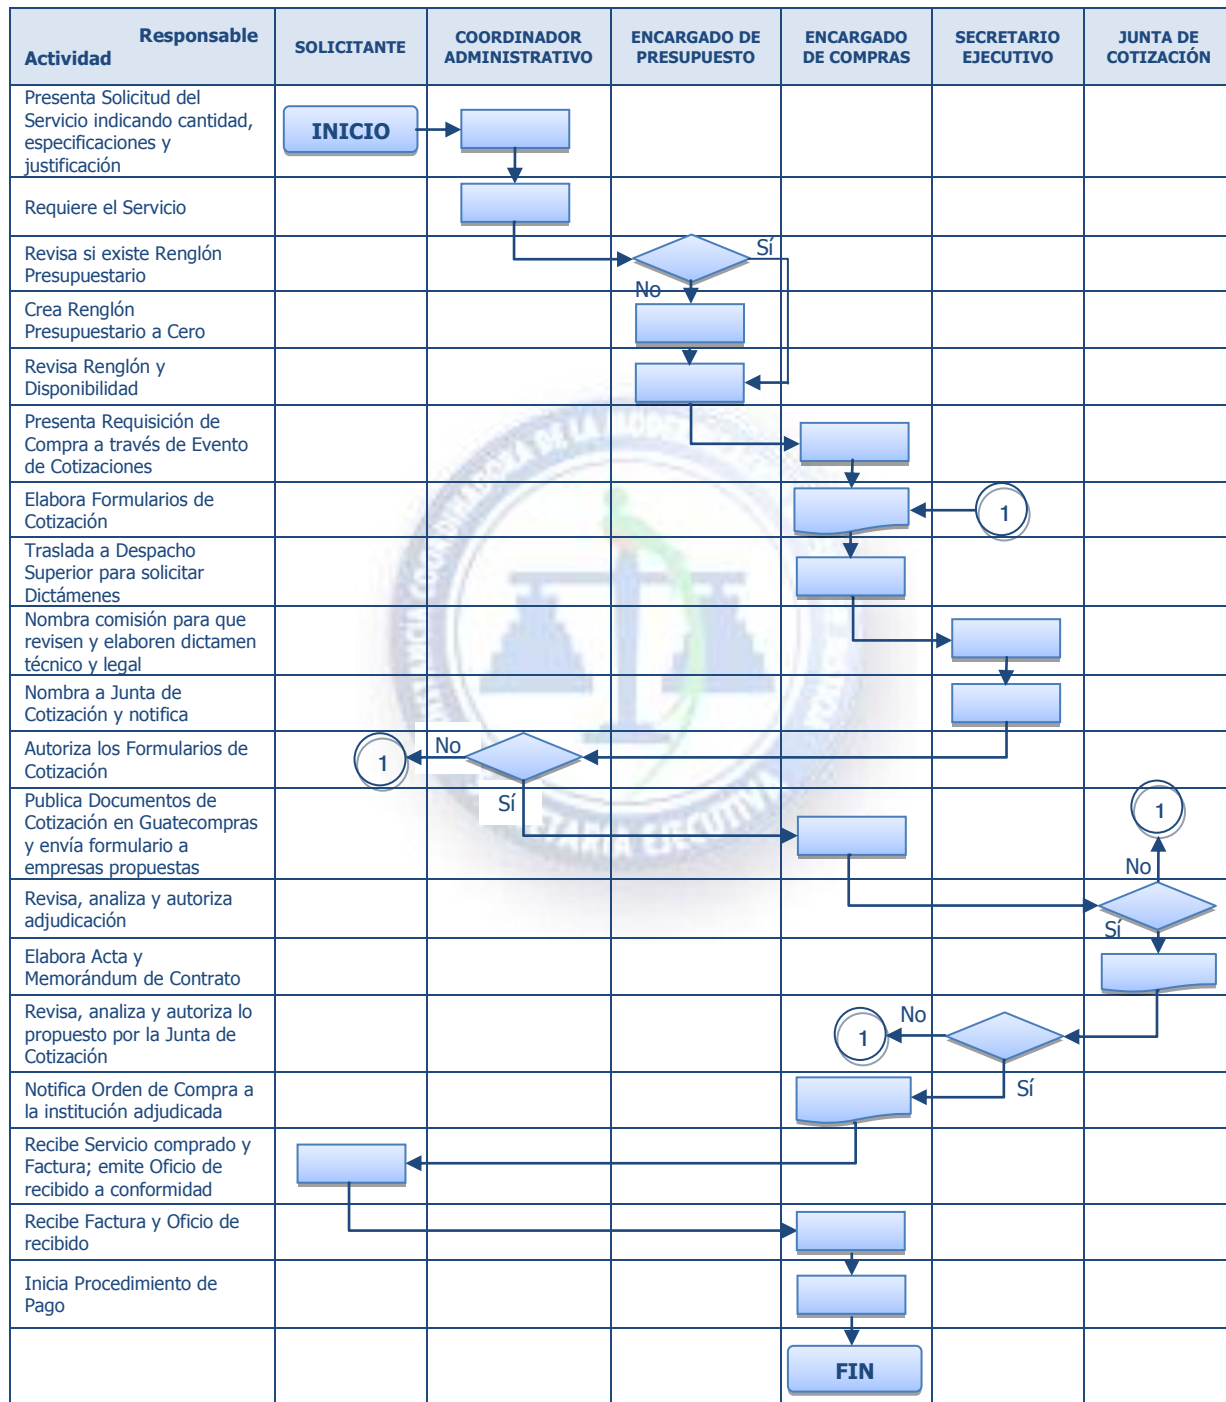 Responsable
Actividad
SOLICITANTE
COORDINADOR
ADMINISTRATIVO
ENCARGADO DE
PRESUPUESTO
ENCARGADO
DE COMPRAS
SECRETARIO
EJECUTIVO
JUNTA DE
COTIZACIÓN
Presenta Solicitud del
Servicio indicando cantidad,
especificaciones y
justificación
INICIO
Requiere el Servicio
Revisa si existe Renglón
Presupuestario
Sí
No
Crea Renglón
Presupuestario a Cero
Revisa Renglón y
Disponibilidad
Presenta Requisición de
Compra a través de Evento
de Cotizaciones
Elabora Formularios de
Cotización
1
Traslada a Despacho
Superior para solicitar
Dictámenes
Nombra comisión para que
revisen y elaboren dictamen
técnico y legal
Nombra a Junta de
Cotización y notifica
Autoriza los Formularios de
Cotización
1
No
Sí
Publica Documentos de
Cotización en Guatecompras
y envía formulario a
empresas propuestas
1
No
Revisa, analiza y autoriza
adjudicación
Sí
Elabora Acta y
Memorándum de Contrato
Revisa, analiza y autoriza lo
propuesto por la Junta de
Cotización
1
No
Sí
Notifica Orden de Compra a
la institución adjudicada
Recibe Servicio comprado y
Factura; emite Oficio de
recibido a conformidad
Recibe Factura y Oficio de
recibido
Inicia Procedimiento de
Pago
FIN
EJECUTIVA